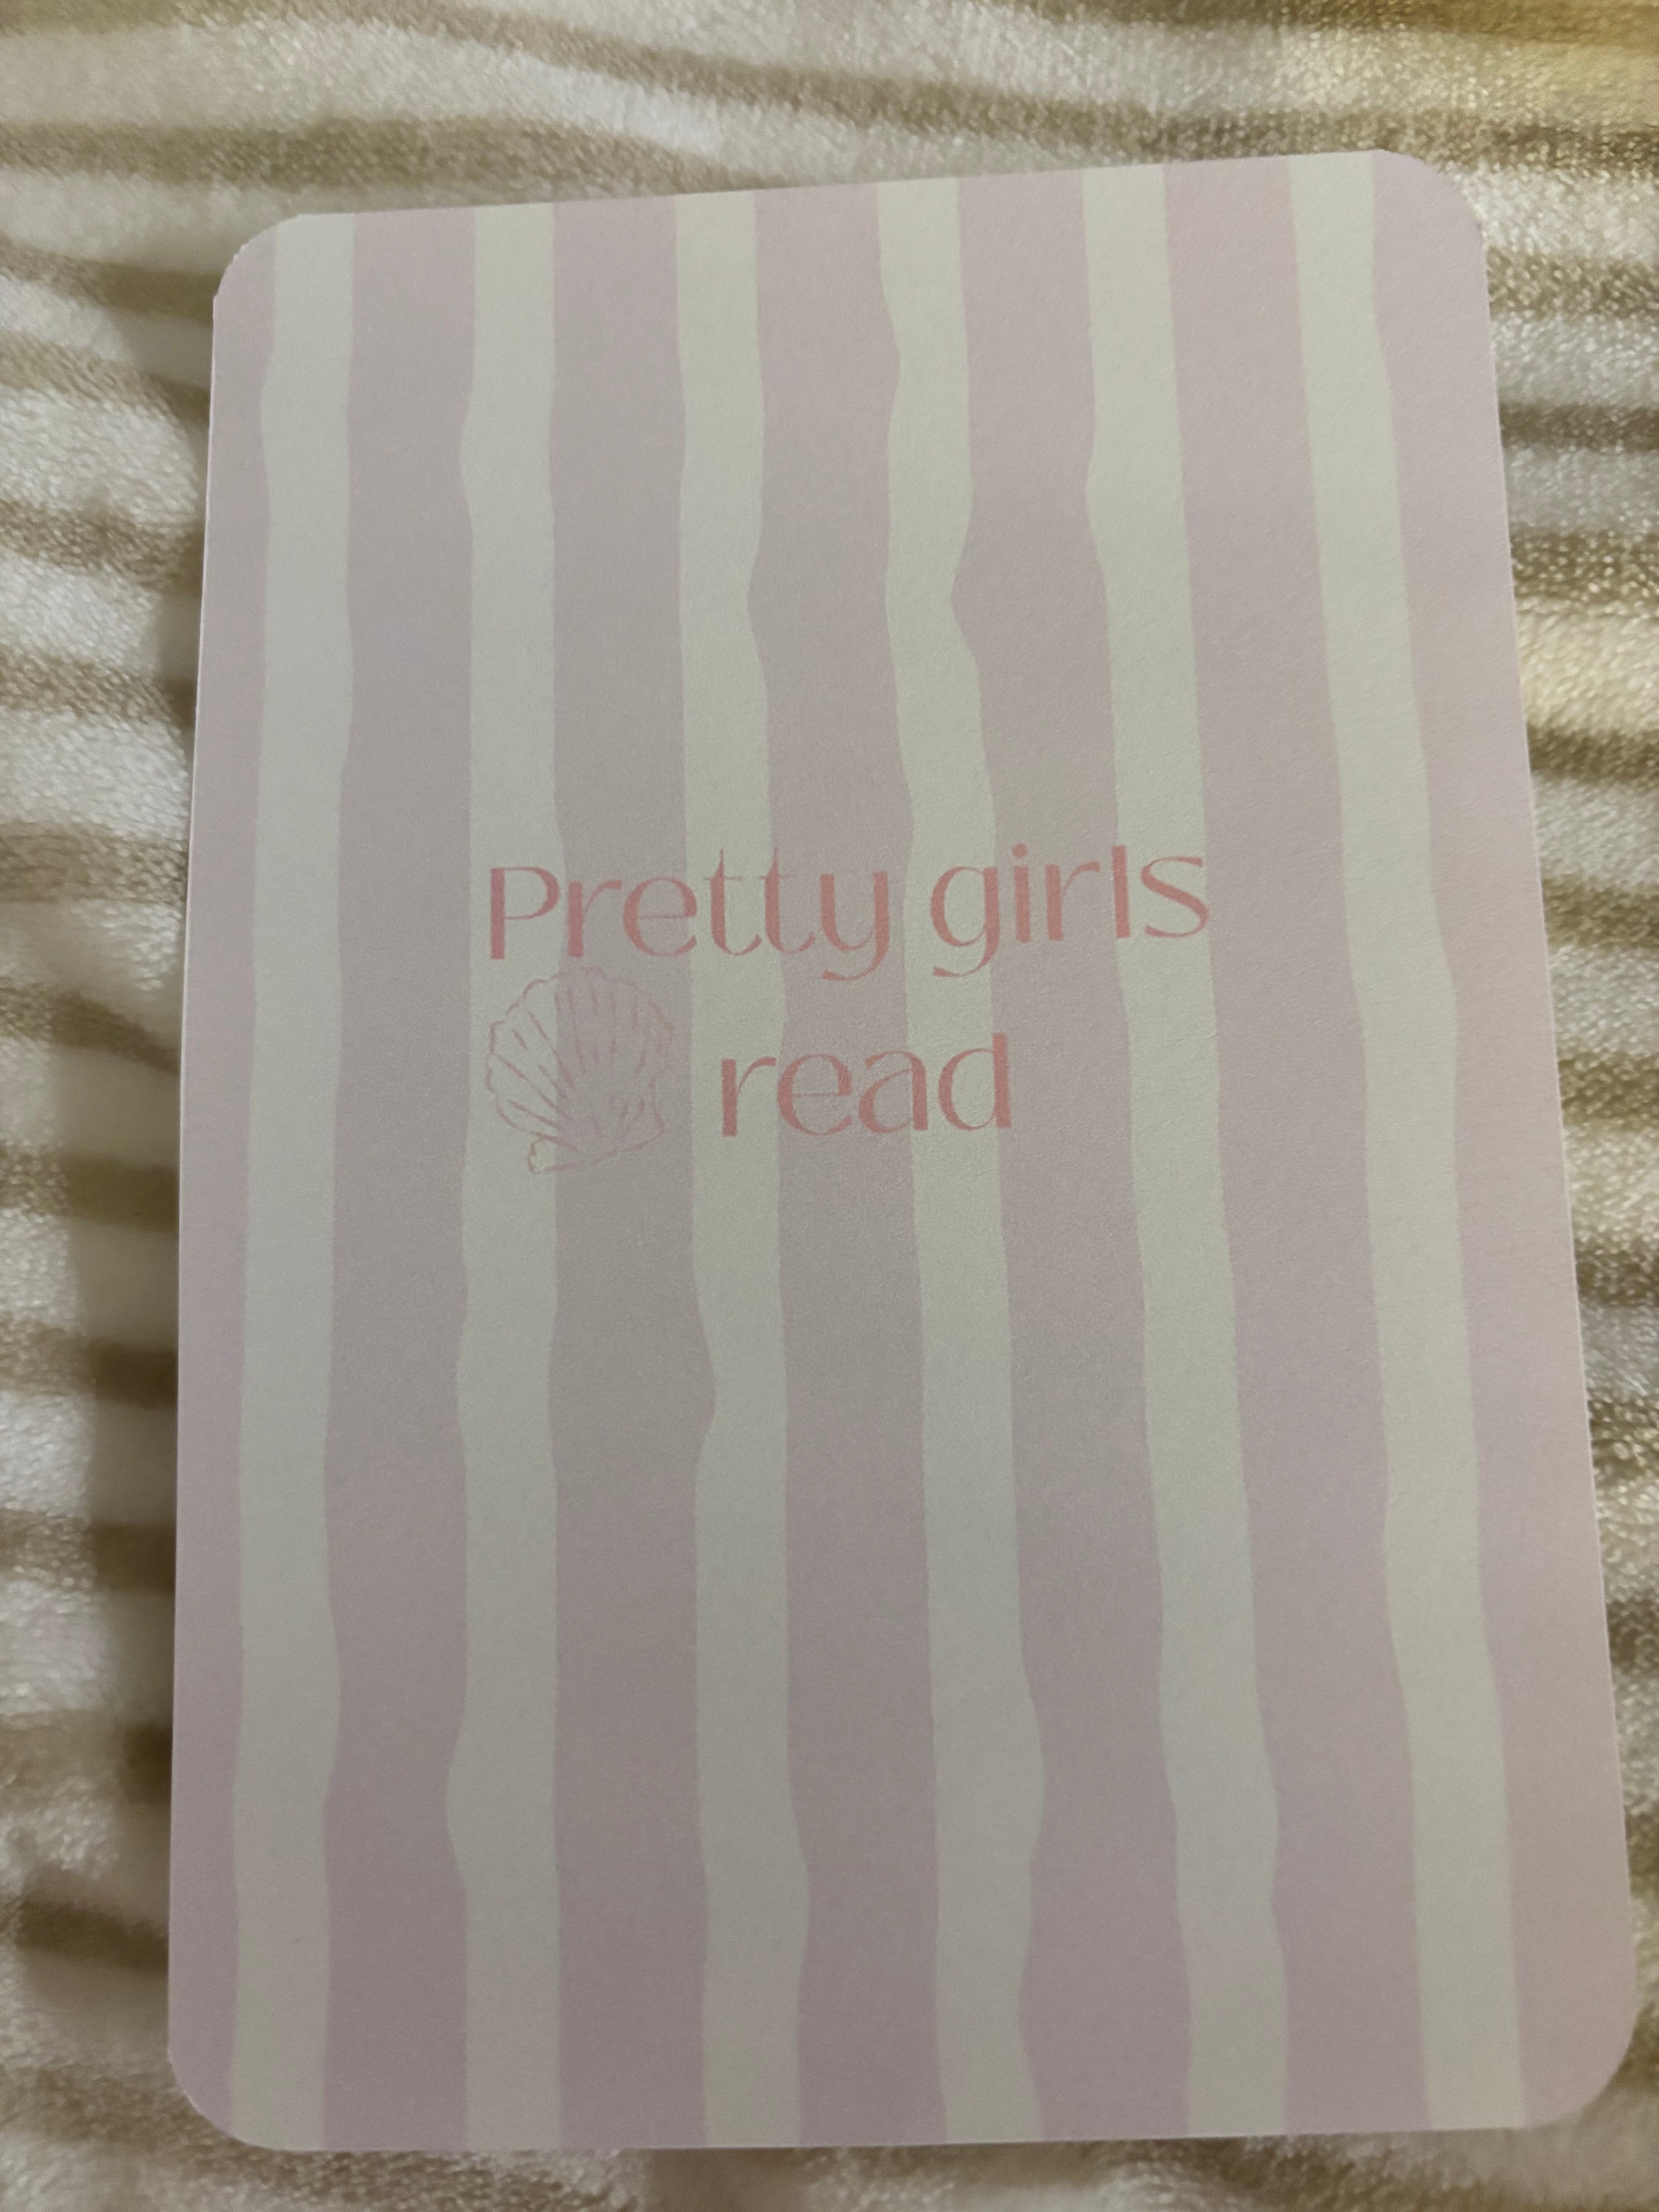 Pretty girls
read